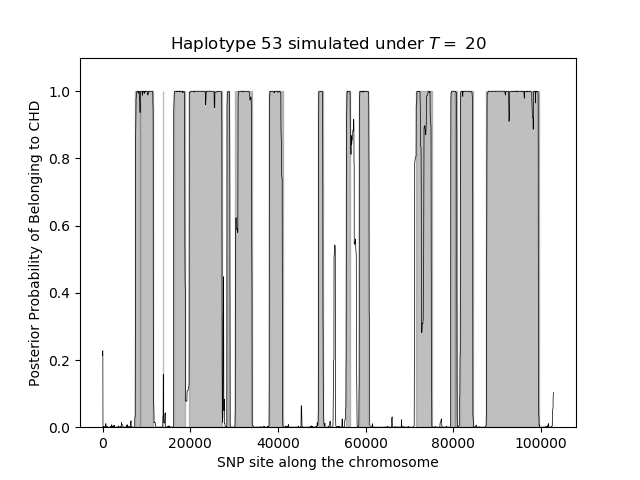 Haplotype 53 simulated under T = 20
Posterior Probability of Belonging to CHD
1.0
0.8
0.6
0.4
0.2
0.0
0 20000 40000 60000 80000 100000
SNP site along the chromosome